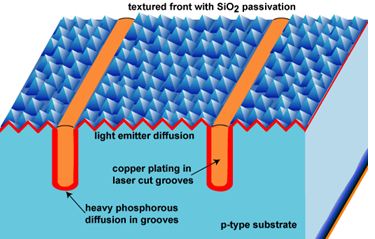 textured front with SiO2 passivation
light emitter diffusion
copper plating in
laser cut grooves
heavy phosphorous
diffusion in grooves
p-type substrate